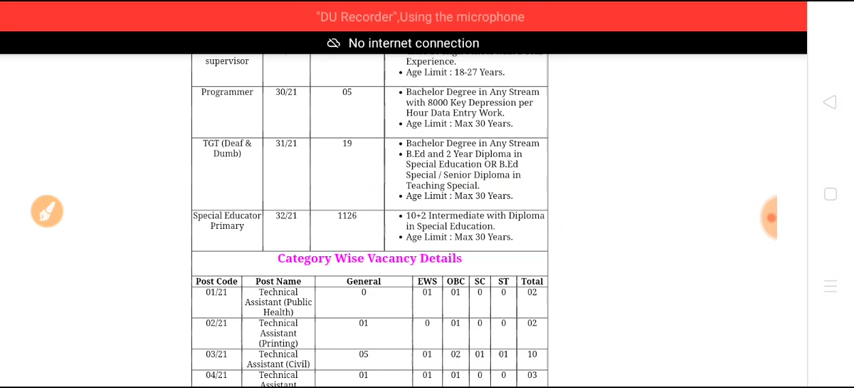 "DU Recorder",Using the microphone
No internet connection
supervisor
Experience.
• Age Limit : 18-27 Years.
Programmer 30/21 05 • Bachelor Degree in Any Stream
with 8000 Key Depression per
Hour Data Entry Work.
• Age Limit : Max 30 Years.
TGT (Deaf & 31/21 19 • Bachelor Degree in Any Stream
Dumb) • B.Ed and 2 Year Diploma in
Special Education OR B.Ed
Special / Senior Diploma in
Teaching Special.
• Age Limit : Max 30 Years.
Special Educator 32/21 1126 • 10+2 Intermediate with Diploma
Primary in Special Education.
• Age Limit : Max 30 Years.
Category Wise Vacancy Details
Post Code Post Name General EWS OBC SC ST Total
01/21 Technical 0 01 01 0 0 02
Assistant (Public
Health)
02/21 Technical 01 0 01 0 0 02
Assistant
(Printing)
03/21 Technical 05 01 02 01 01 10
Assistant (Civil)
04/21 Technical 01 01 01 0 0 03
Assistant